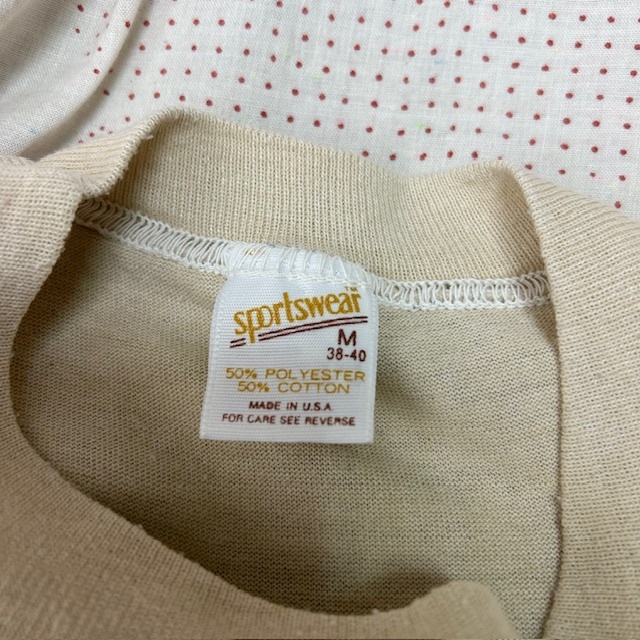 sportswear
M
38-40
50% POLYESTER
50% COTTON
MADE IN U.S.A.
FOR CARE SEE REVERSE